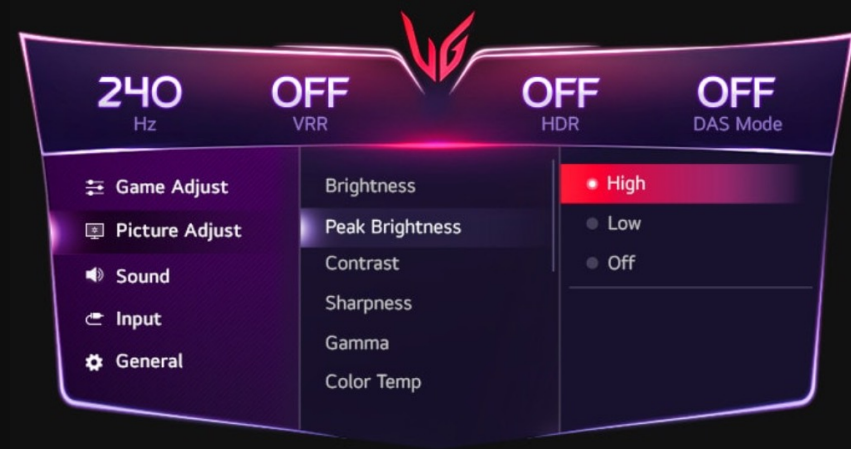 240
Hz
OFF
VRR
OFF
HDR
OFF
DAS Mode
Game Adjust
Picture Adjust
Sound
Input
General
Brightness
Peak Brightness
Contrast
Sharpness
Gamma
Color Temp
High
Low
Off